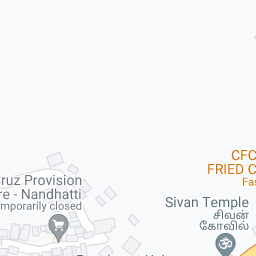 CFC
FRIED C
Fas
ruz Provision
re - Nandhatti
emporarily closed
Sivan Temple
சிவன்
கோவில்